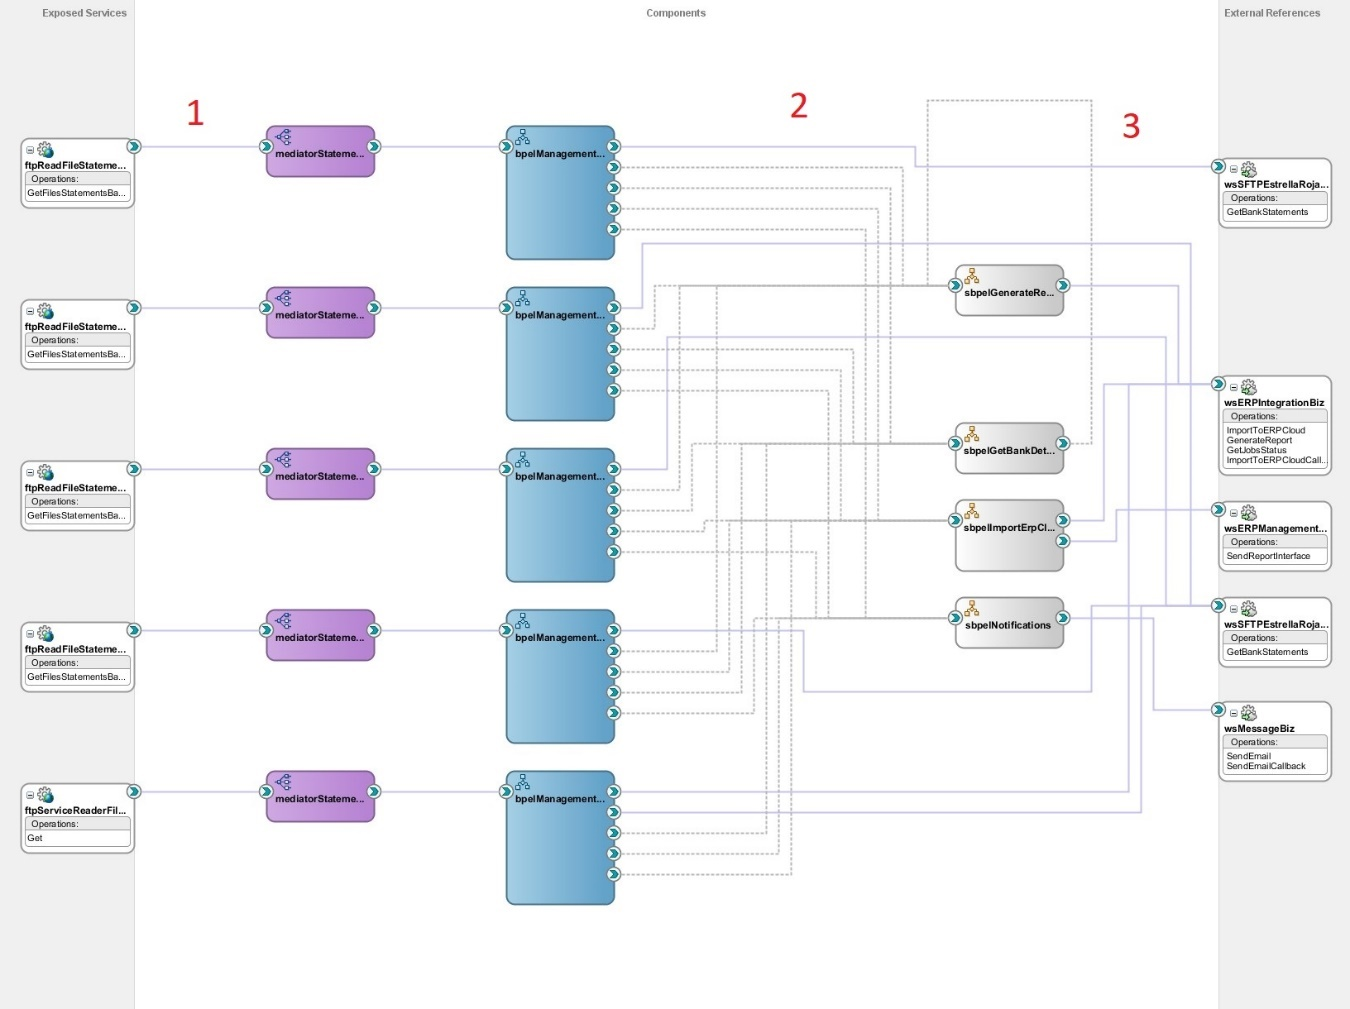 Exposed Services
Components
External References
1
2
3
ftpReadFileStateme...
Operations:
GetFilesStatementsBa...
mediatorStateme...
bpelManagement...
wsSFTPEstrellaRoja...
Operations:
GetBankStatements
ftpReadFileStateme...
Operations:
GetFilesStatementsBa...
mediatorStateme...
bpelManagement...
sbpelGenerateRe...
wsERPIntegrationBiz
Operations:
ImportToERPCloud
GenerateReport
GetJobsStatus
ImportToERPCloudCall...
ftpReadFileStateme...
Operations:
GetFilesStatementsBa...
mediatorStateme...
bpelManagement...
sbpelGetBankDet...
sbpelImportErpCl...
wsERPManagement...
Operations:
SendReportInterface
ftpReadFileStateme...
Operations:
GetFilesStatementsBa...
mediatorStateme...
bpelManagement...
sbpelNotifications
wsSFTPEstrellaRoja...
Operations:
GetBankStatements
wsMessageBiz
Operations:
SendEmail
SendEmailCallback
ftpServiceReaderFil...
Operations:
Get
mediatorStateme...
bpelManagement...